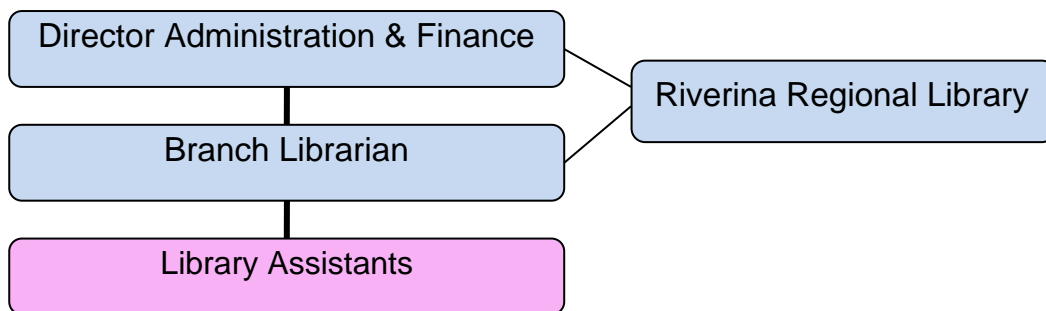 Director Administration & Finance
Riverina Regional Library
Branch Librarian
Library Assistants